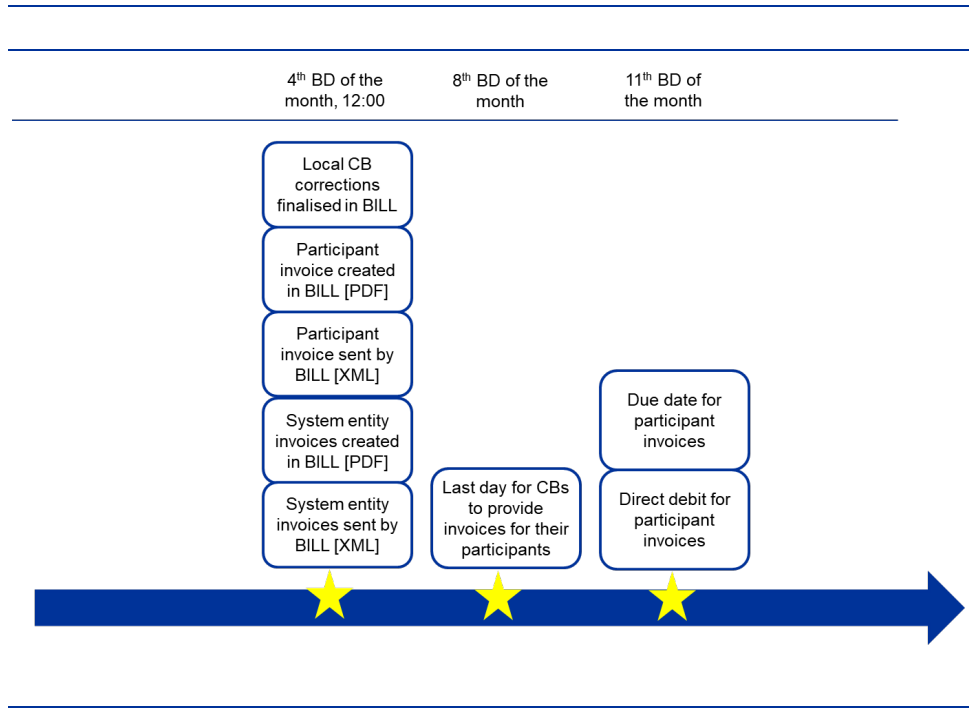 4th BD of the
month, 12:00
8th BD of the
month
11th BD of
the month
Local CB
corrections
finalised in BILL
Participant
invoice created
in BILL [PDF]
Participant
invoice sent by
BILL [XML]
System entity
invoices created
in BILL [PDF]
System entity
invoices sent by
BILL [XML]
Last day for CBs
to provide
invoices for their
participants
Due date for
participant
invoices
Direct debit for
participant
invoices